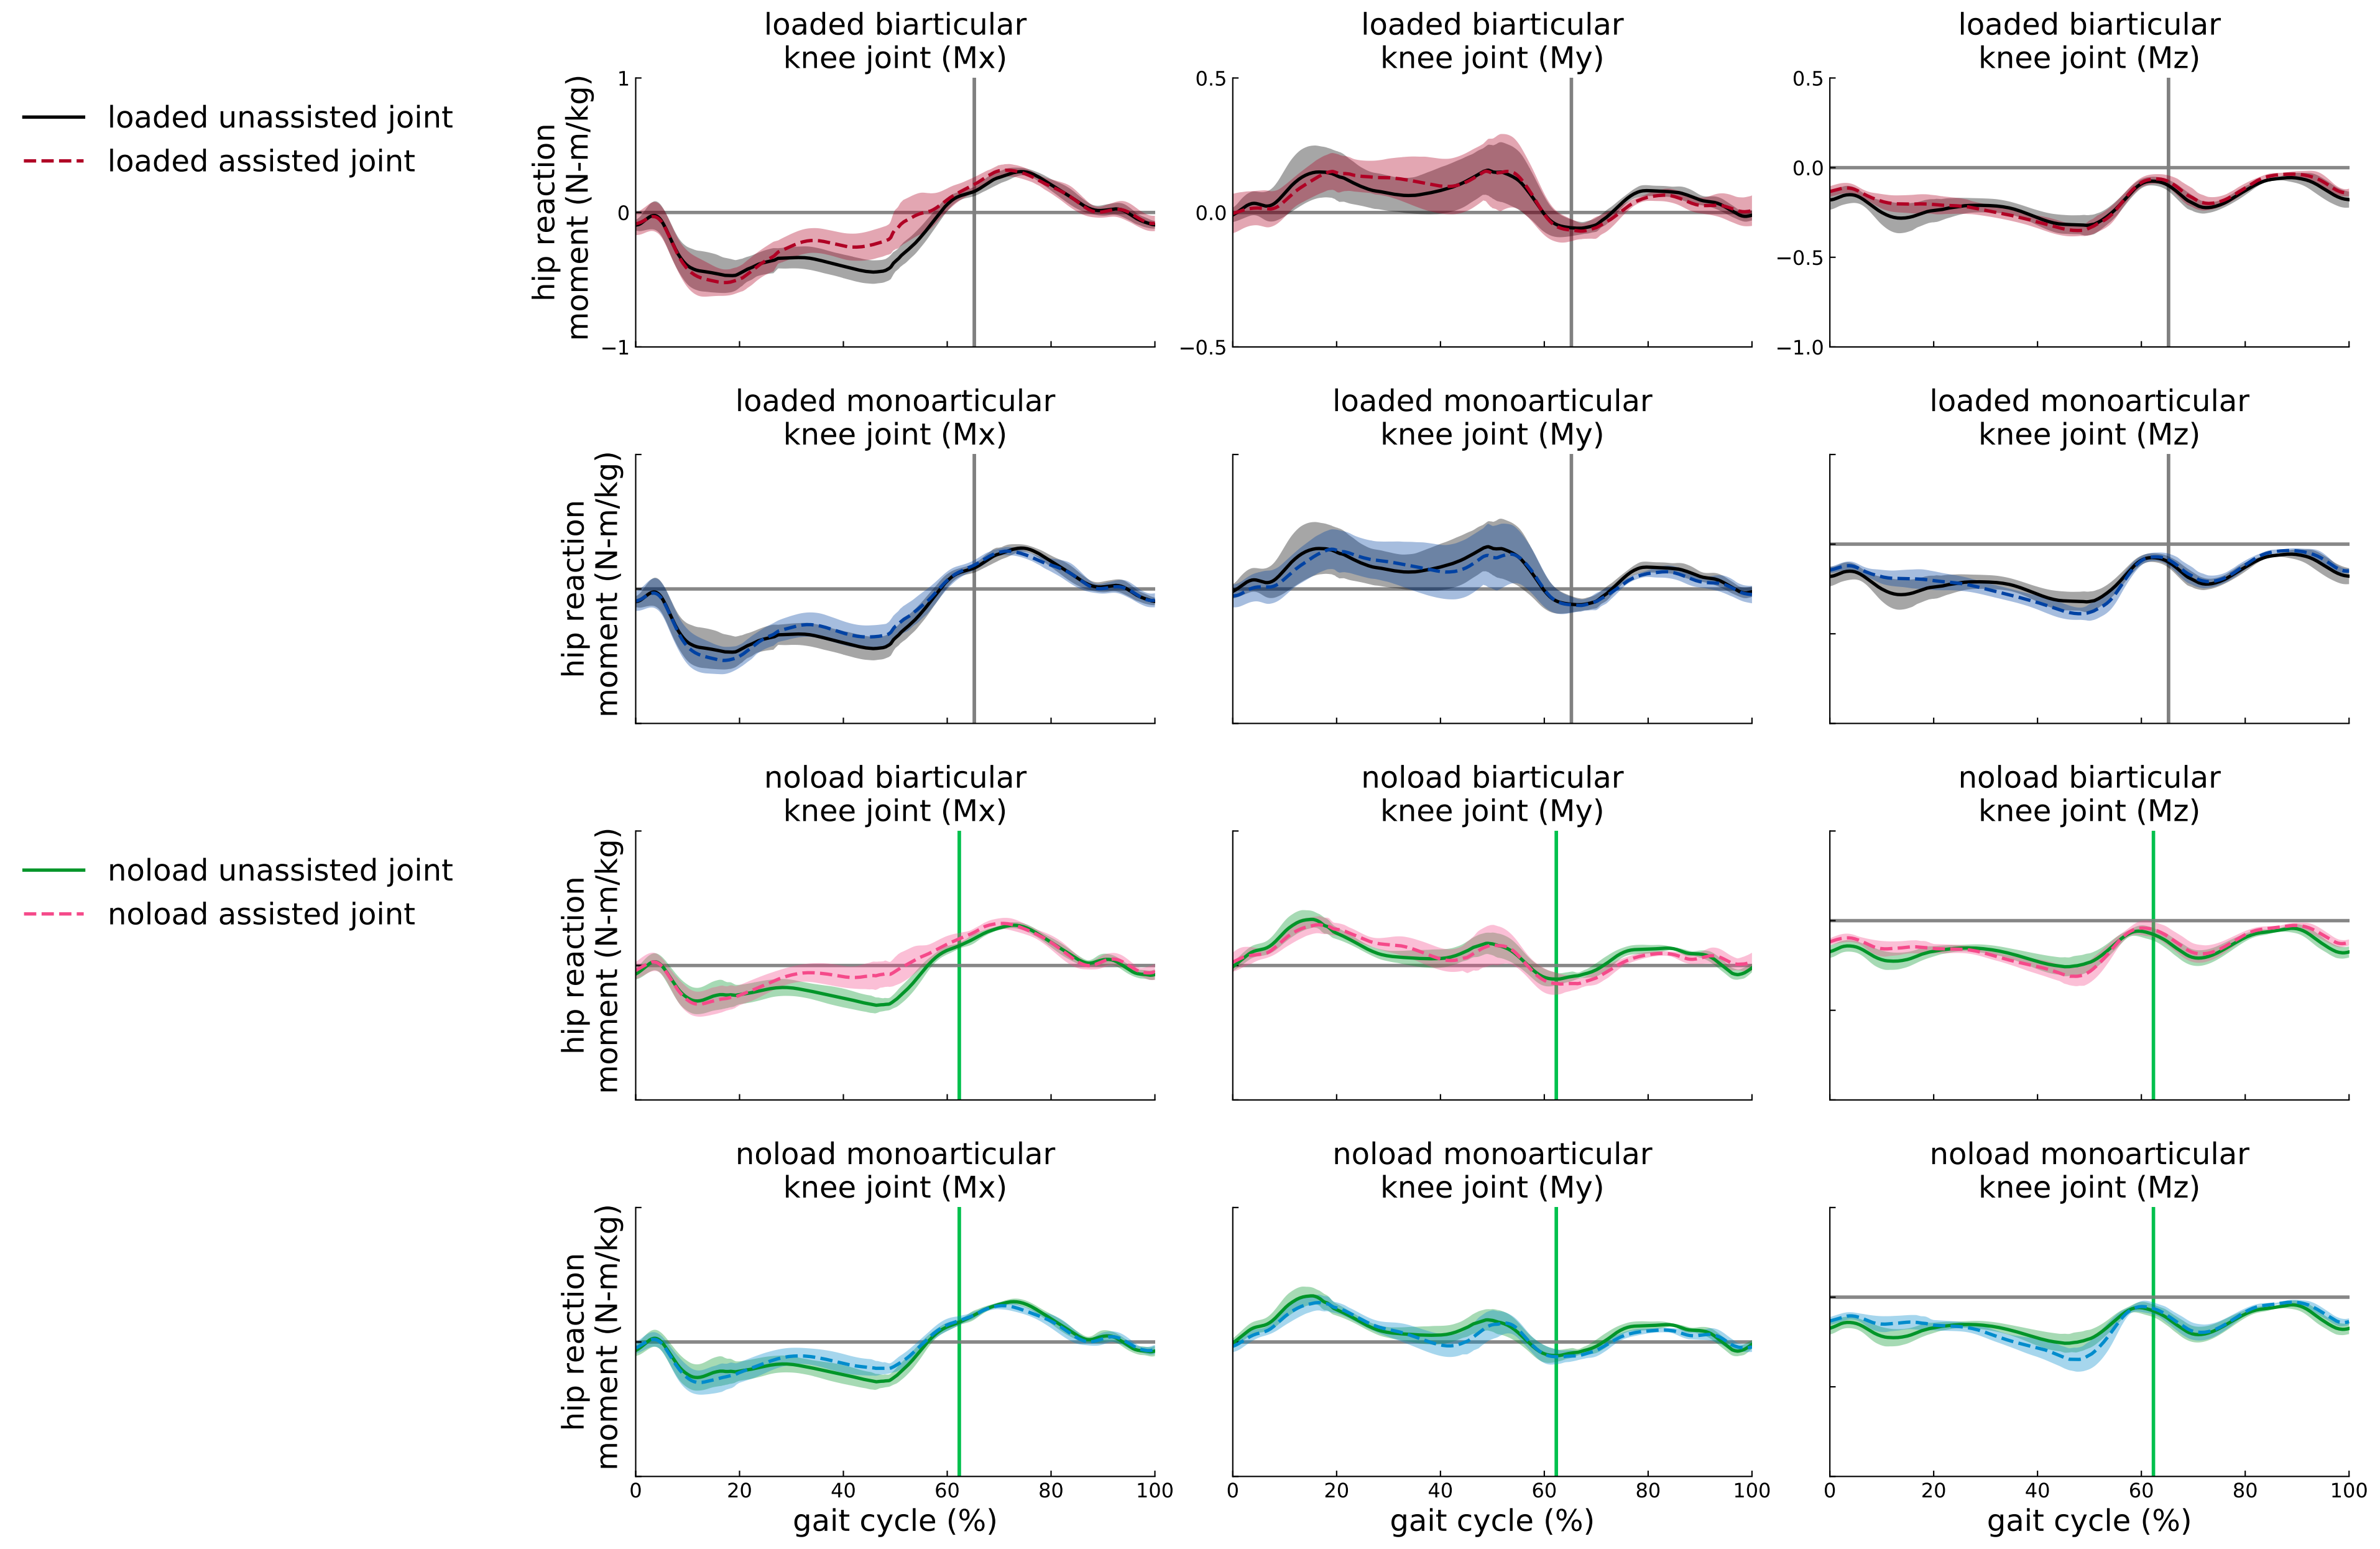 loaded unassisted joint
loaded assisted joint
loaded biarticular
knee joint (Mx)
hip reaction
moment (N-m/kg)
1
0
−1
loaded biarticular
knee joint (My)
0.5
0.0
−0.5
loaded biarticular
knee joint (Mz)
0.5
0.0
−0.5
−1.0
loaded monoarticular
knee joint (Mx)
hip reaction
moment (N-m/kg)
loaded monoarticular
knee joint (My)
loaded monoarticular
knee joint (Mz)
noload unassisted joint
noload assisted joint
noload biarticular
knee joint (Mx)
hip reaction
moment (N-m/kg)
noload biarticular
knee joint (My)
noload biarticular
knee joint (Mz)
noload monoarticular
knee joint (Mx)
hip reaction
moment (N-m/kg)
0 20 40 60 80 100
gait cycle (%)
noload monoarticular
knee joint (My)
0 20 40 60 80 100
gait cycle (%)
noload monoarticular
knee joint (Mz)
0 20 40 60 80 100
gait cycle (%)